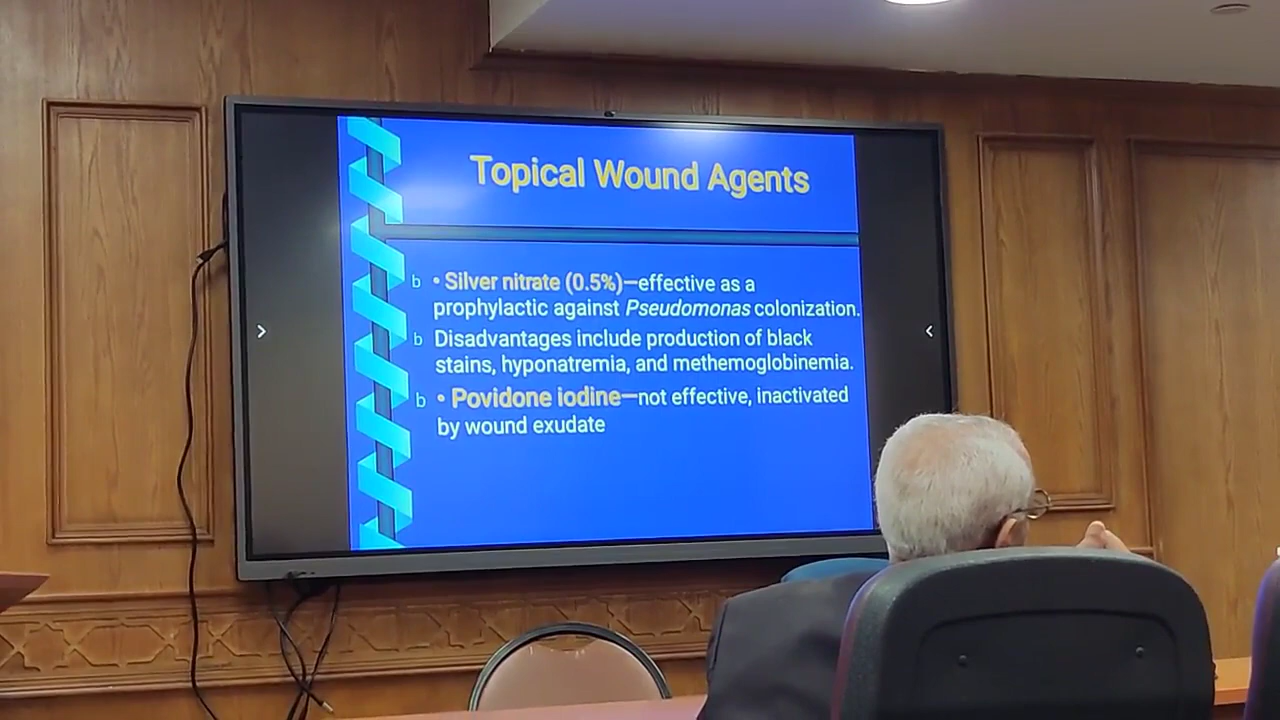 Topical Wound Agents
b • Silver nitrate (0.5%)—effective as a
prophylactic against Pseudomonas colonization.
b Disadvantages include production of black
stains, hyponatremia, and methemoglobinemia.
b • Povidone iodine—not effective, inactivated
by wound exudate